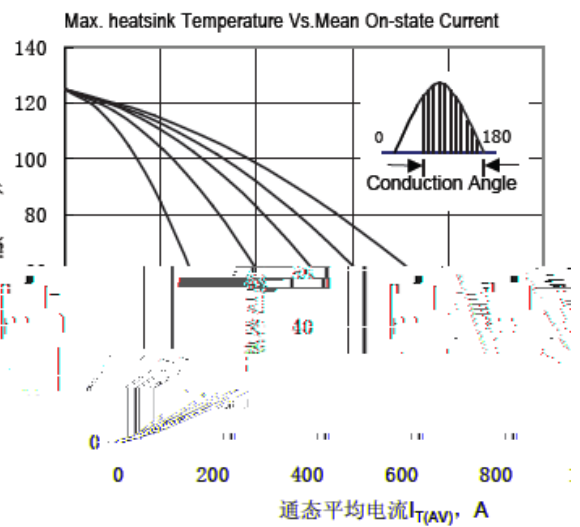 Max. heatsink Temperature Vs.Mean On-state Current
140
120
100
80
0
180
Conduction Angle
40
0
0 200 400 600 800
通态平均电流I_T(AV), A